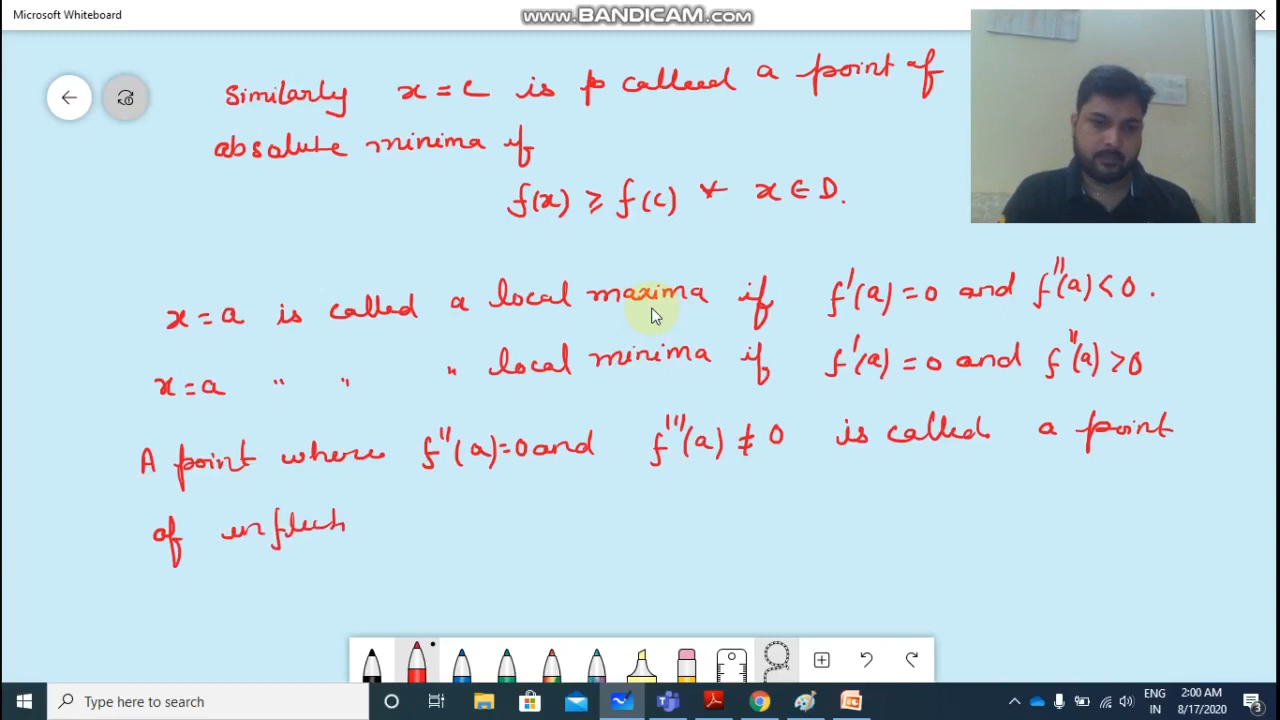 Microsoft Whiteboard
WWW.BANDICAM.COM
Similarly x = c is p called a point of
absolute minima if
f(x) ≥ f(c) ∀ x ∈ D.
x = a is called a local maxima if f'(a) = 0 and f''(a) < 0.
x = a " " " local minima if f'(a) = 0 and f''(a) > 0
A point where f''(a) = 0 and f'''(a) ≠ 0 is called a point
of inflect
Type here to search
ENG
IN
2:00 AM
8/17/2020
3